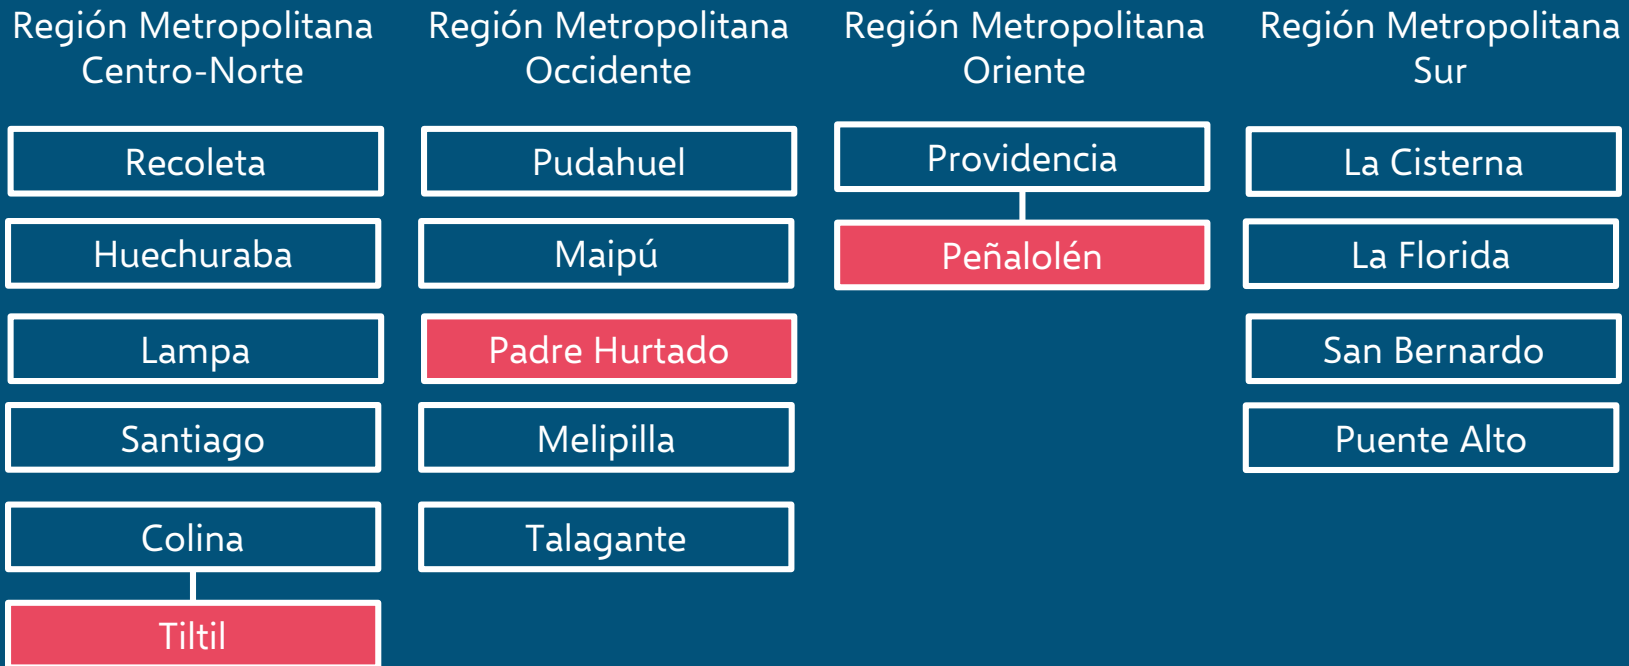 Región Metropolitana
Centro-Norte
Recoleta
Huechuraba
Lampa
Santiago
Colina
Tiltil
Región Metropolitana
Occidente
Pudahuel
Maipú
Padre Hurtado
Melipilla
Talagante
Región Metropolitana
Oriente
Providencia
Peñalolén
Región Metropolitana
Sur
La Cisterna
La Florida
San Bernardo
Puente Alto